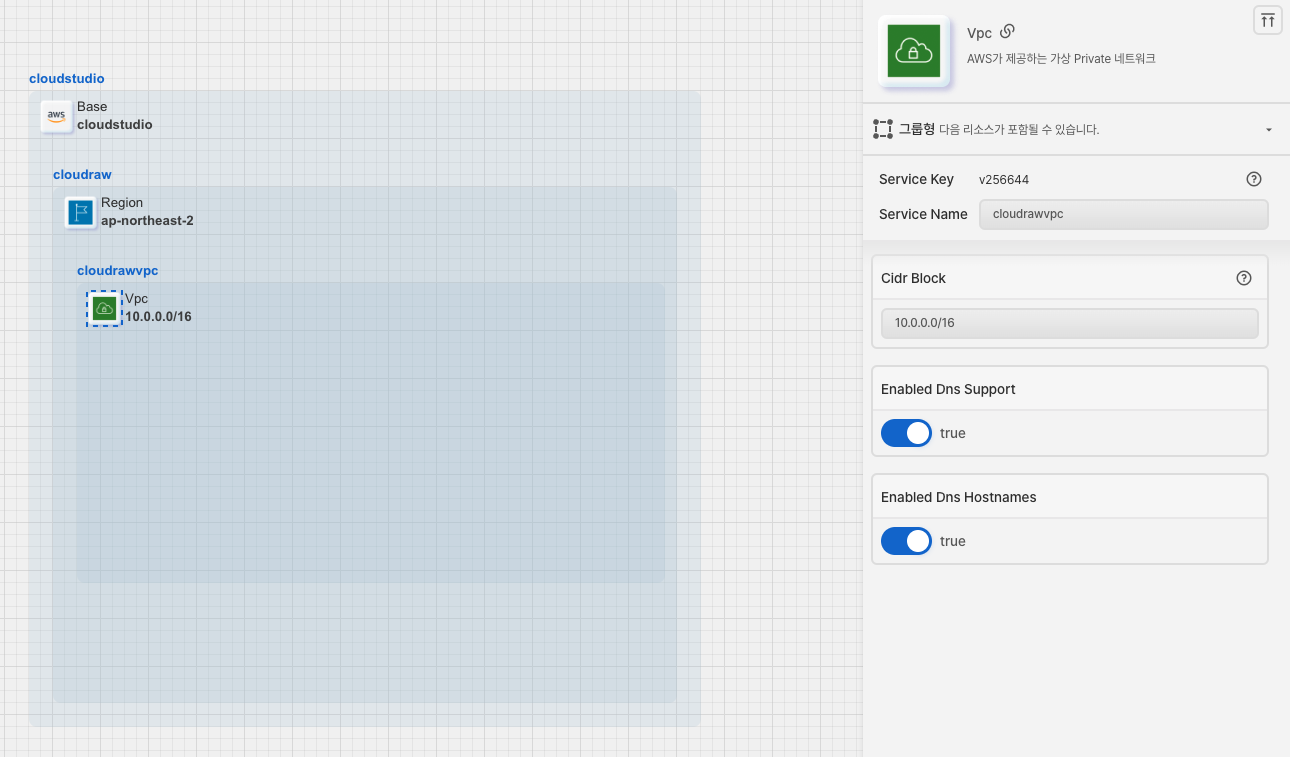 cloudstudio
aws
Base
cloudstudio
cloudraw
Region
ap-northeast-2
cloudrawvpc
Vpc
10.0.0.0/16
Vpc
AWS가 제공하는 가상 Private 네트워크
그룹형 다음 리소스가 포함될 수 있습니다.
Service Key v256644
Service Name cloudrawvpc
Cidr Block
10.0.0.0/16
Enabled Dns Support
true
Enabled Dns Hostnames
true